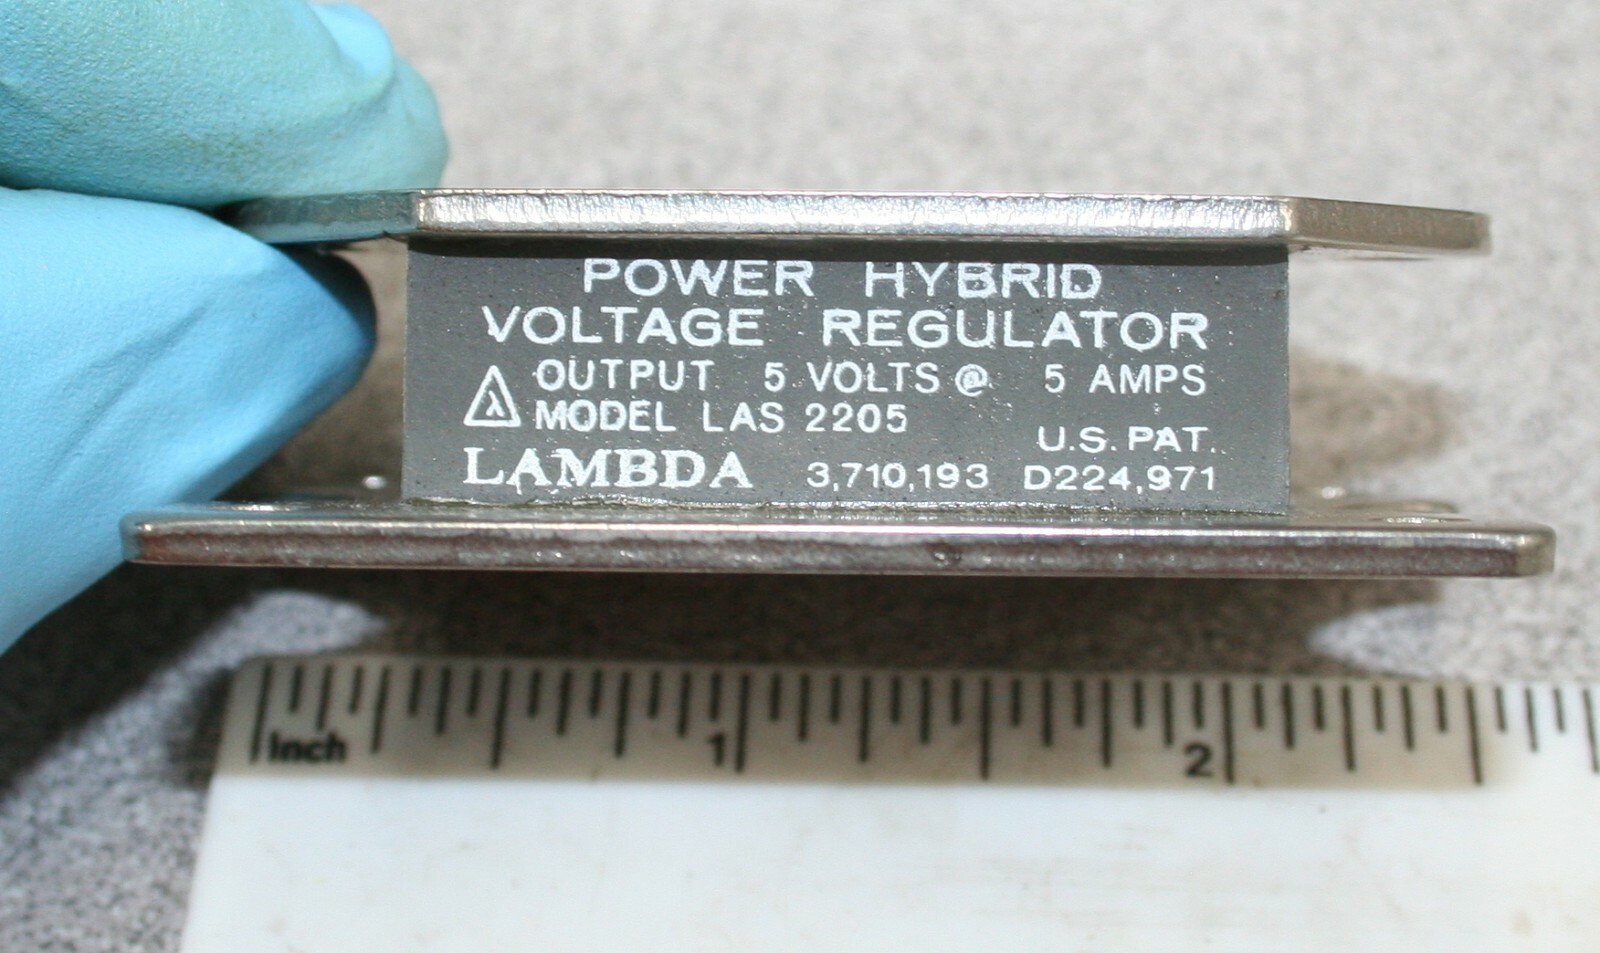 POWER HYBRID
VOLTAGE REGULATOR
OUTPUT 5 VOLTS @ 5 AMPS
λ MODEL LAS 2205
U.S. PAT.
LAMBDA 3,710,193 D224,971
Inch 1 2